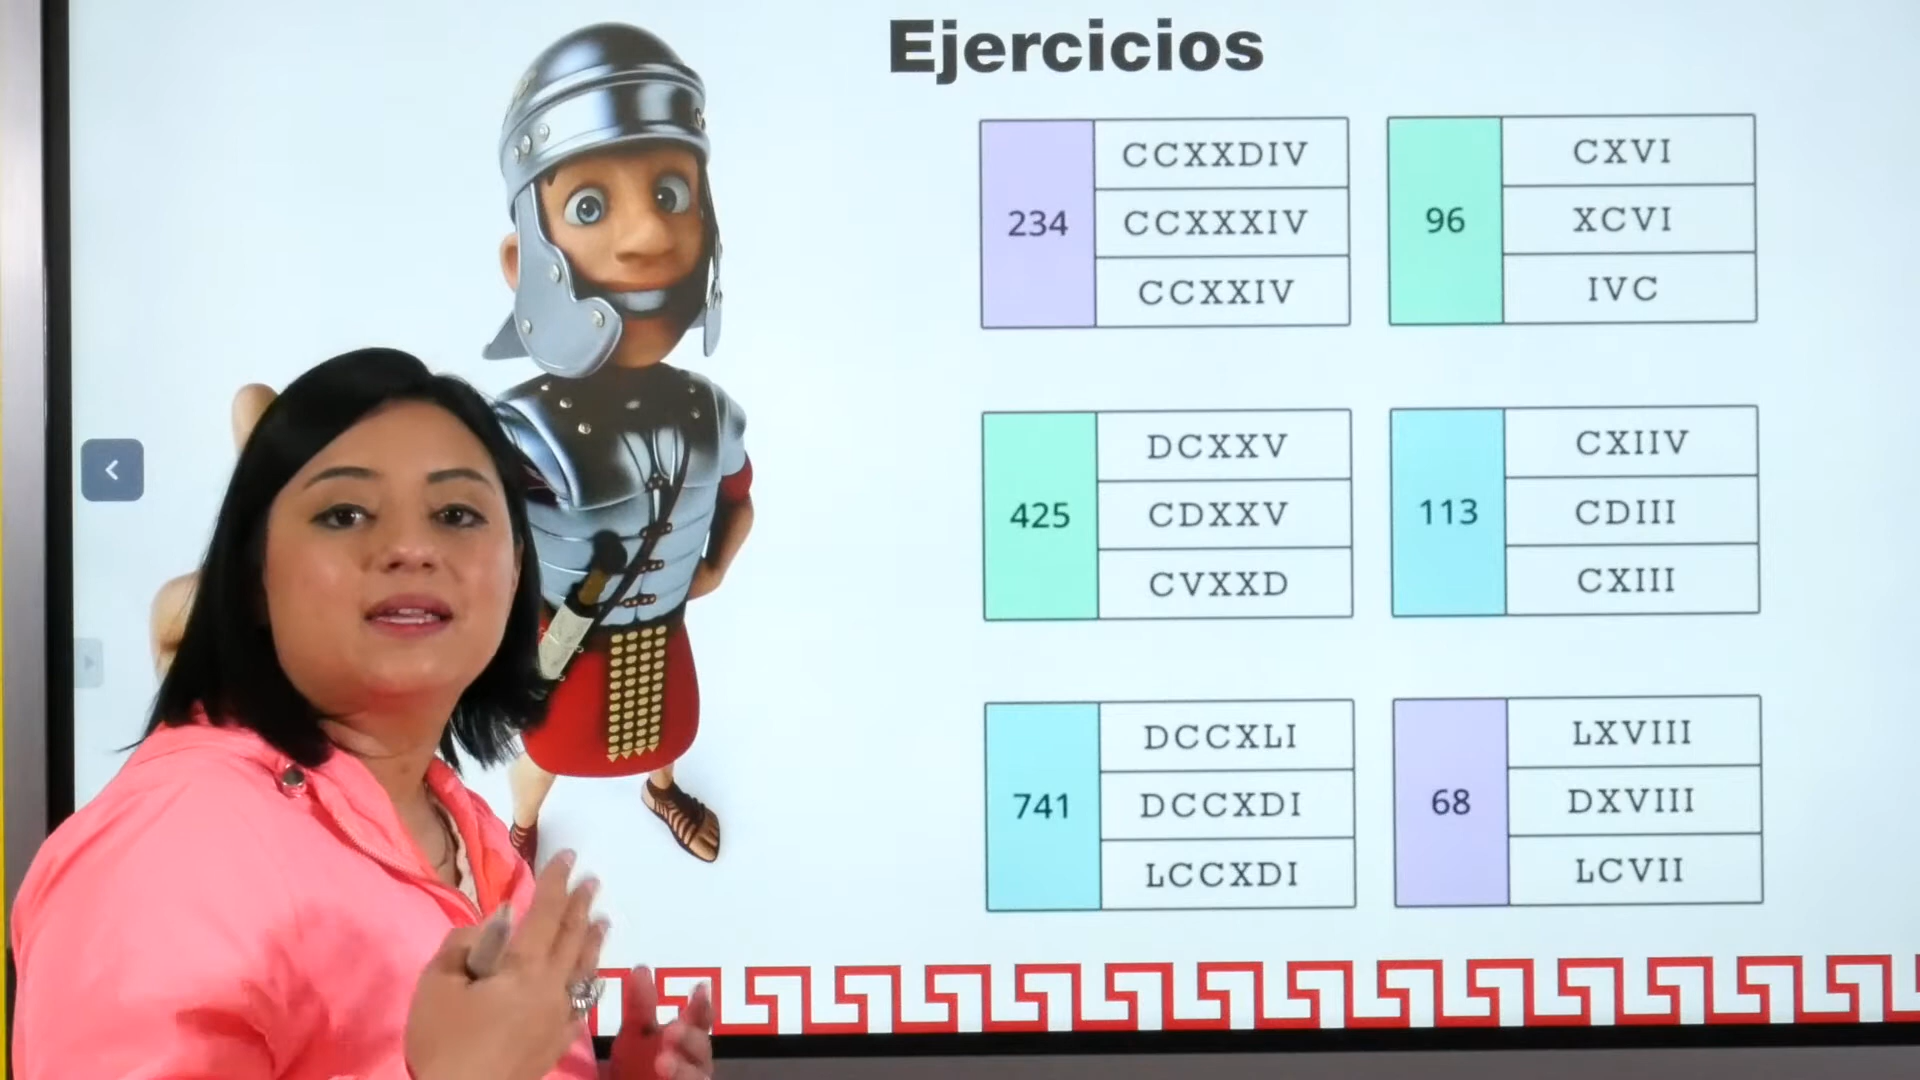 Ejercicios
234
CCXXDIV
CCXXXIV
CCXXIV
96
CXVI
XCVI
IVC
425
DCXXV
CDXXV
CVXXD
113
CXIIV
CDIII
CXIII
741
DCCXLI
DCCXDI
LCCXDI
68
LXVIII
DXVIII
LCVII